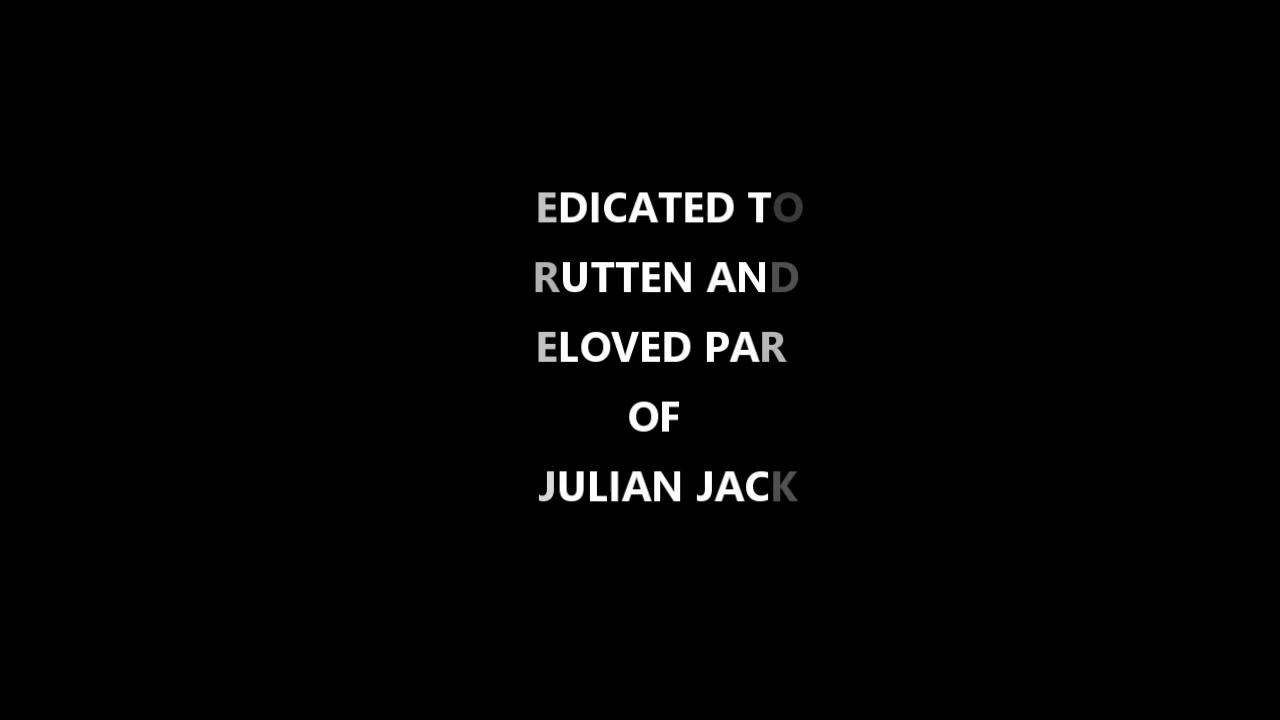 EDICATED TO
RUTTEN AND
ELOVED PAR
OF
JULIAN JACK